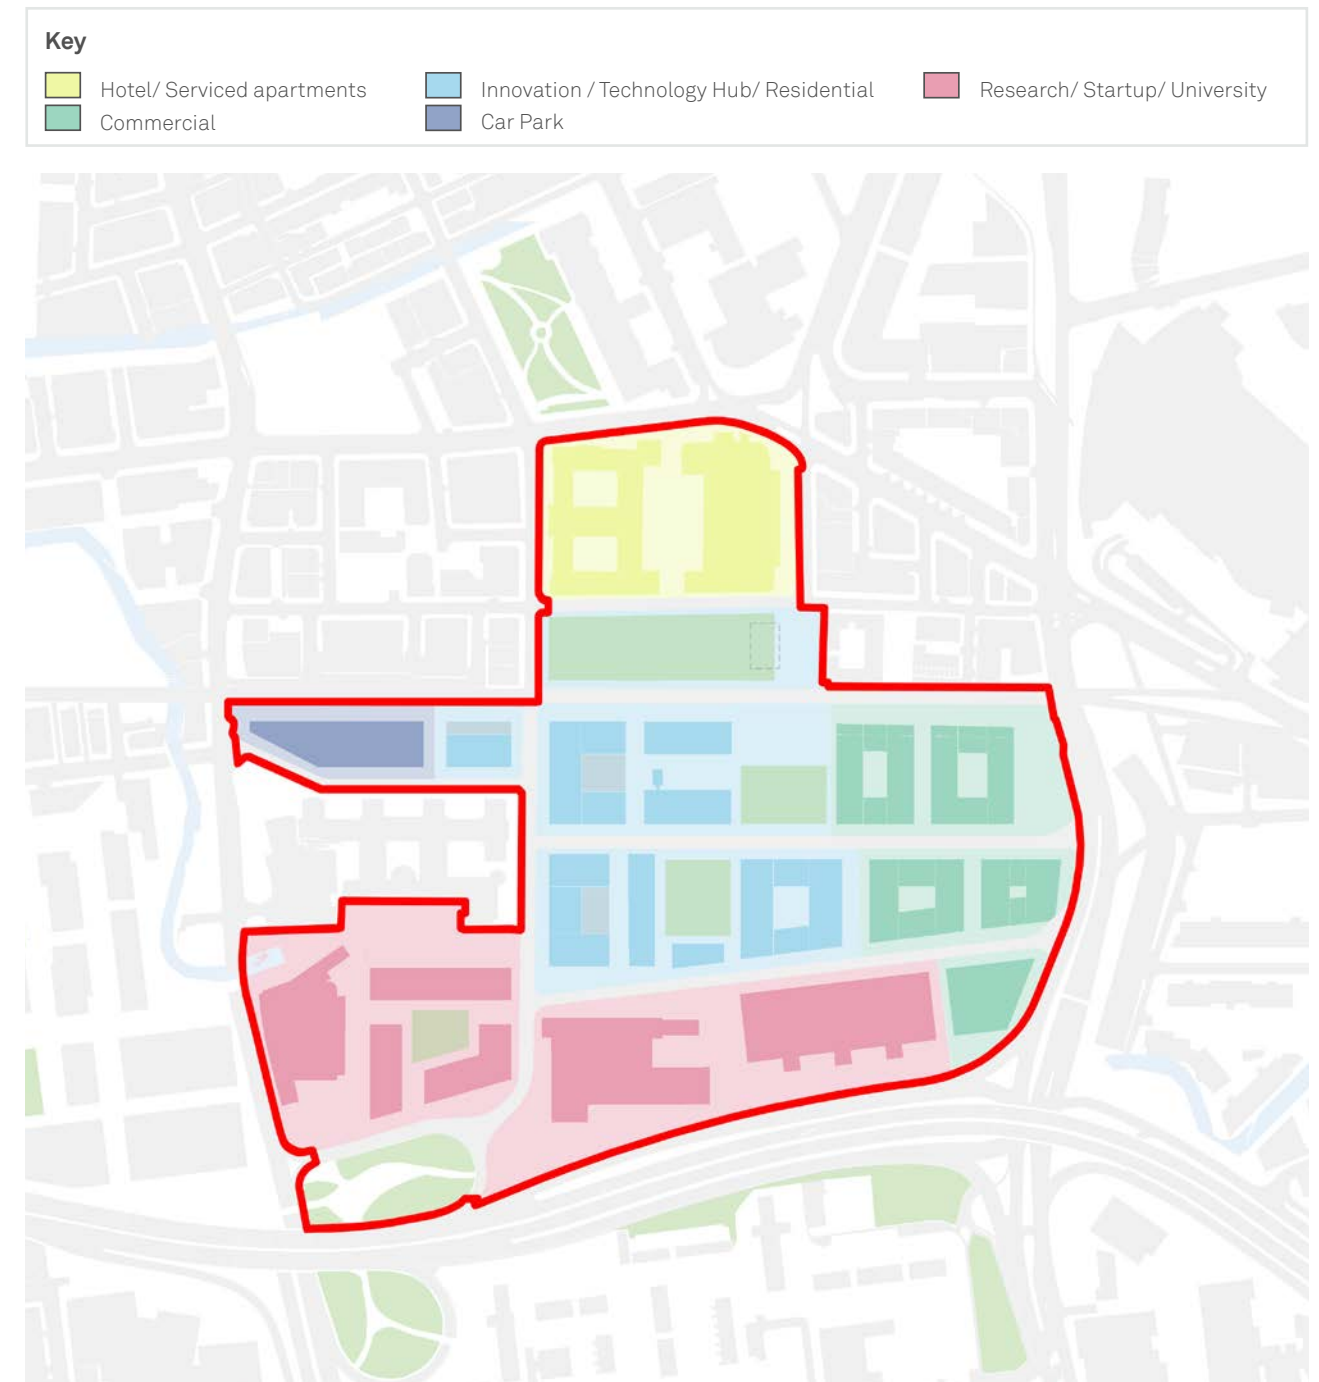 Key
Hotel/ Serviced apartments
Innovation / Technology Hub/ Residential
Research/ Startup/ University
Commercial
Car Park